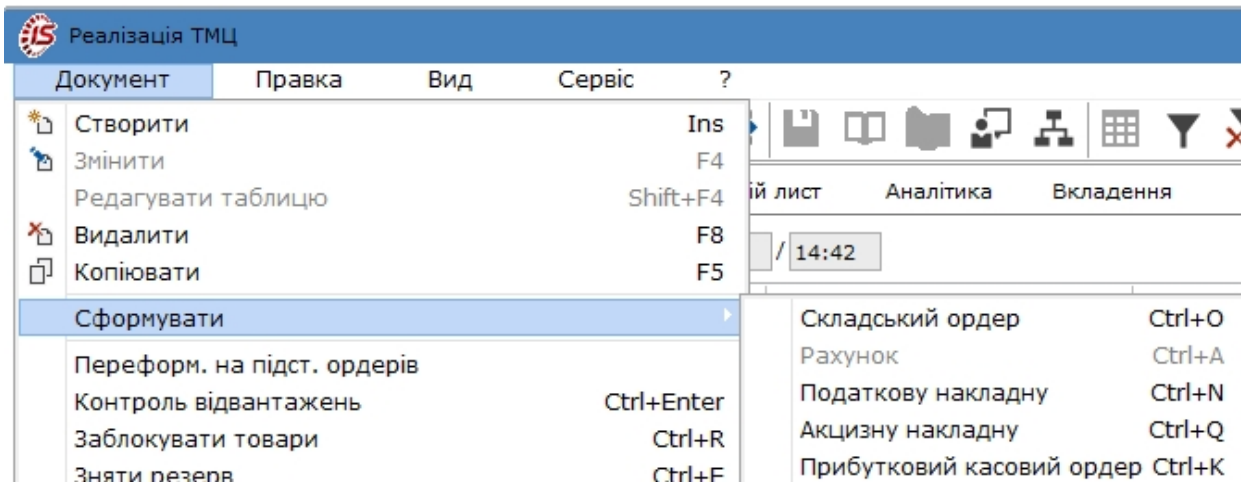 Реалізація ТМЦ
Документ Правка Вид Сервіс ?
Створити Ins
Змінити F4
Редагувати таблицю Shift+F4
ій лист Аналітика Вкладення
Видалити F8
/ 14:42
Копіювати F5
Сформувати
Складський ордер Ctrl+O
Рахунок Ctrl+A
Податкову накладну Ctrl+N
Акцизну накладну Ctrl+Q
Прибутковий касовий ордер Ctrl+K
Переформ. на підст. ордерів
Контроль відвантажень Ctrl+Enter
Заблокувати товари Ctrl+R
Зняти резерв